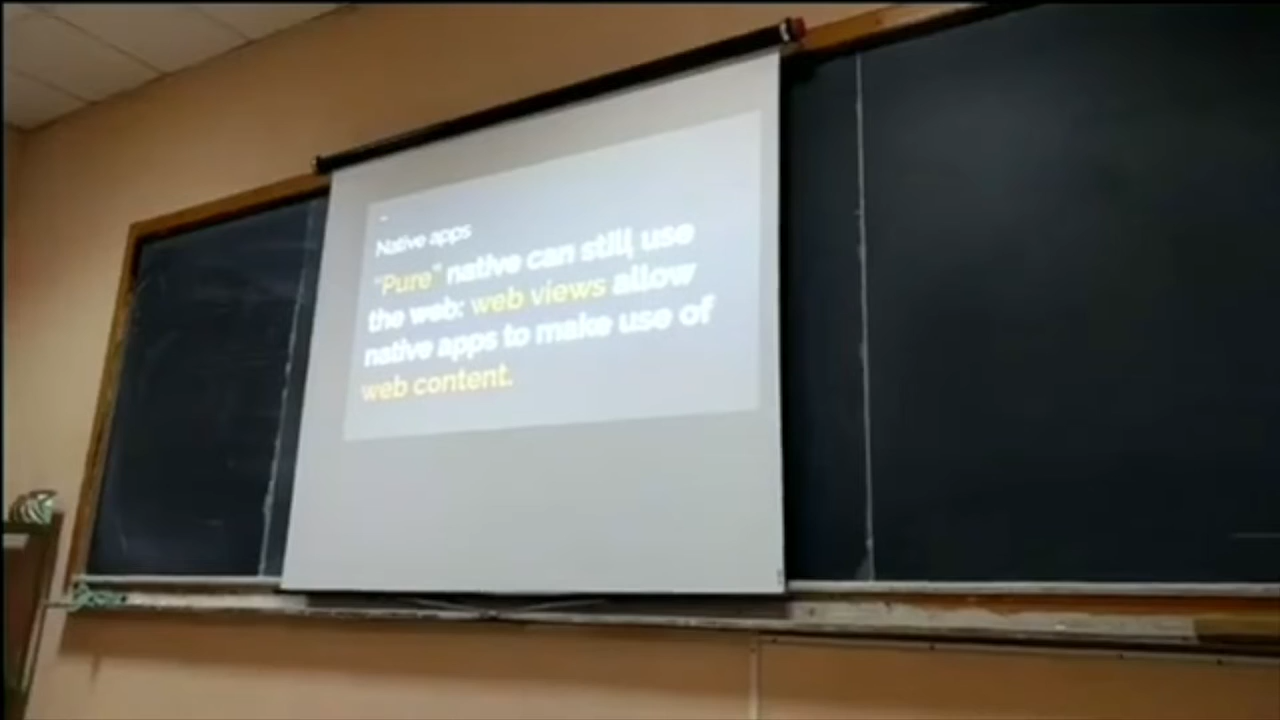 Native apps
"Pure" native can still use
the web: web views allow
native apps to make use of
web content.